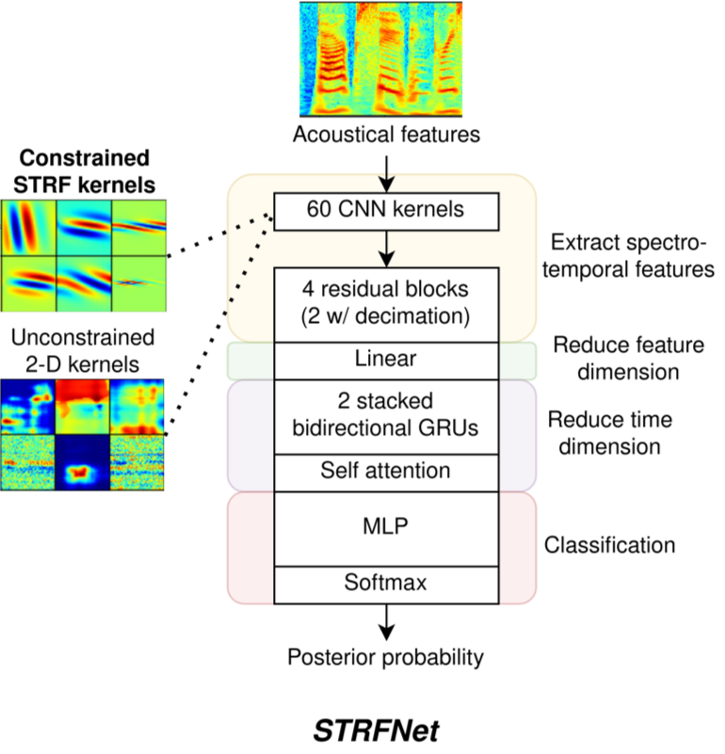 Acoustical features
Constrained
STRF kernels
60 CNN kernels
Extract spectro-
temporal features
4 residual blocks
(2 w/ decimation)
Unconstrained
2-D kernels
Linear
Reduce feature
dimension
2 stacked
bidirectional GRUs
Reduce time
dimension
Self attention
MLP
Classification
Softmax
Posterior probability
STRFNet